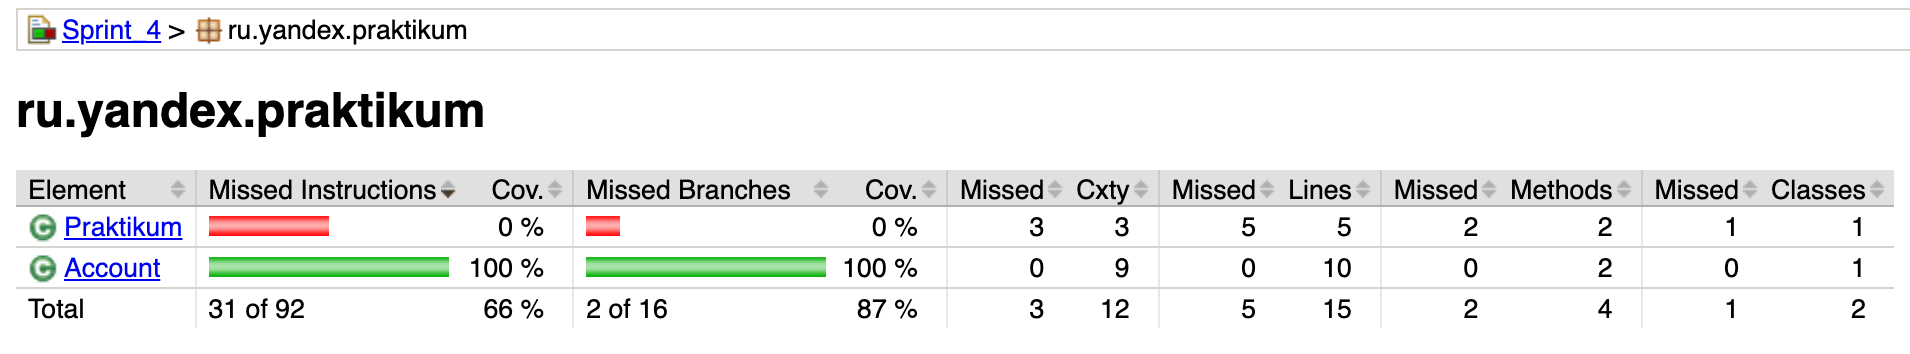 Sprint_4 > ru.yandex.praktikum
ru.yandex.praktikum
Element Missed Instructions Cov. Missed Branches Cov. Missed Cxty Missed Lines Missed Methods Missed Classes
C Praktikum 0 % 0 % 3 3 5 5 2 2 1 1
C Account 100 % 100 % 0 9 0 10 0 2 0 1
Total 31 of 92 66 % 2 of 16 87 % 3 12 5 15 2 4 1 2